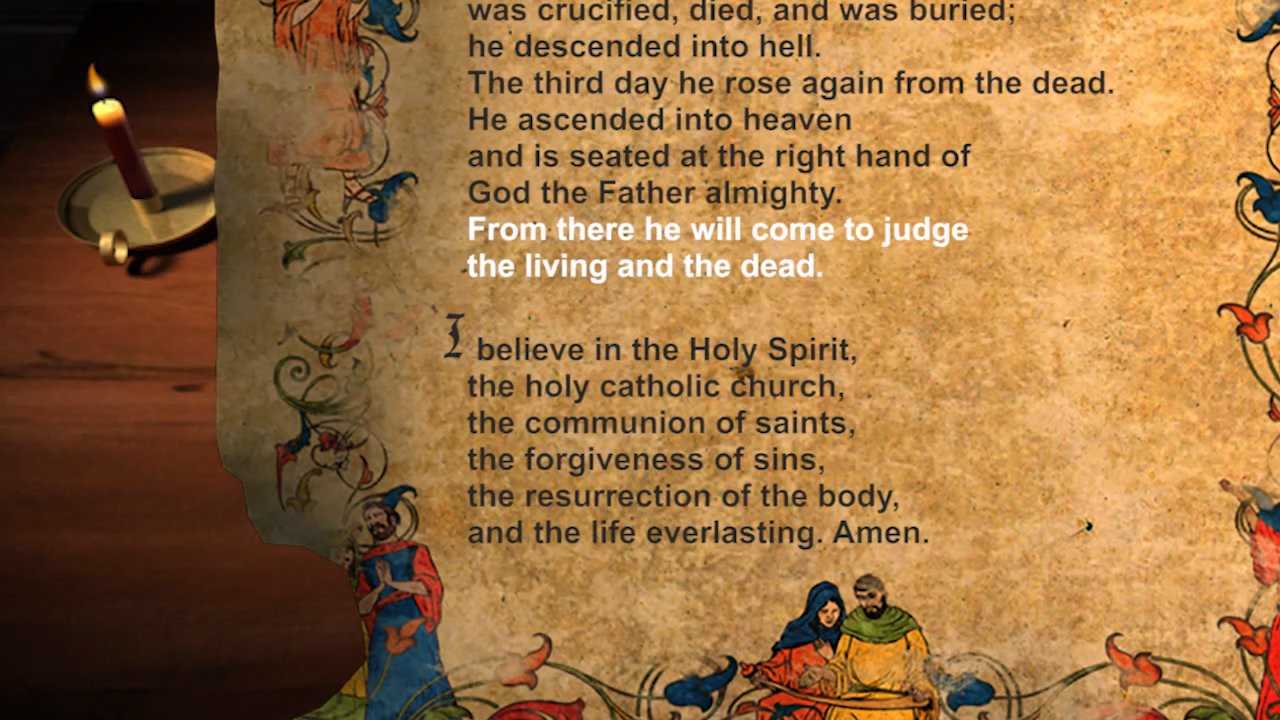 was crucified, died, and was buried;
he descended into hell.
The third day he rose again from the dead.
He ascended into heaven
and is seated at the right hand of
God the Father almighty.
From there he will come to judge
the living and the dead.
I believe in the Holy Spirit,
the holy catholic church,
the communion of saints,
the forgiveness of sins,
the resurrection of the body,
and the life everlasting. Amen.